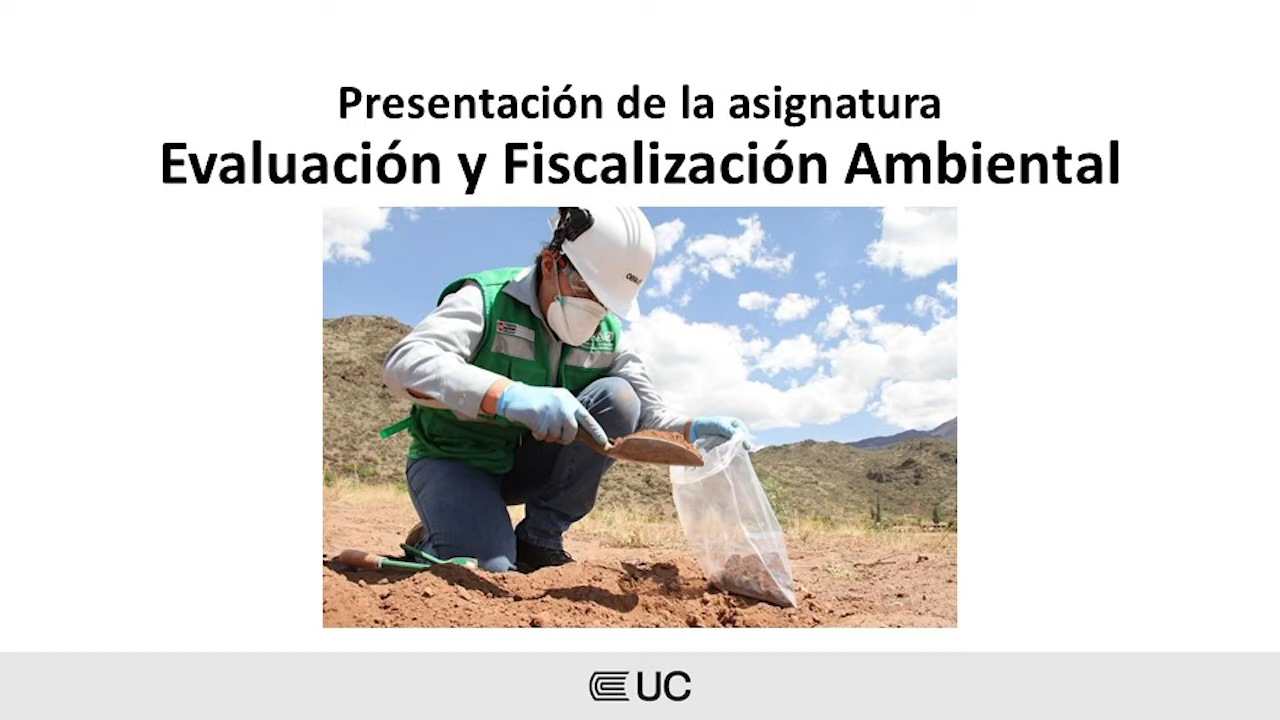 Presentación de la asignatura
Evaluación y Fiscalización Ambiental
UC